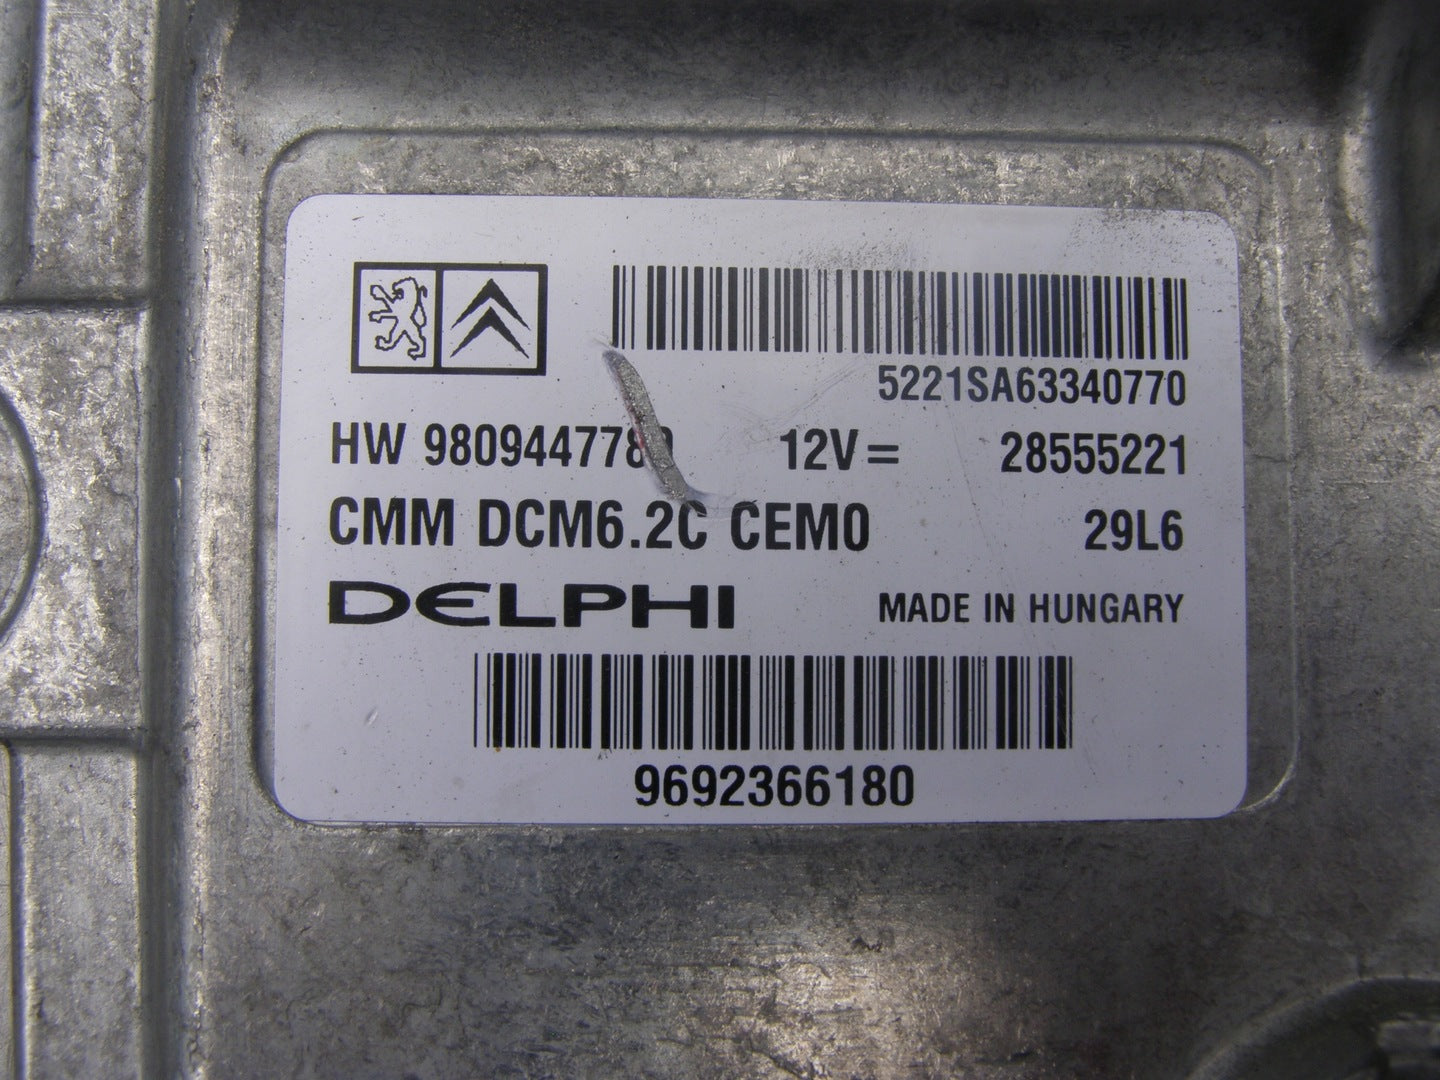 5221SA63340770
12V= 28555221
HW
CMM DCM6.2C CEM0 29L6
DELPHI MADE IN HUNGARY
9692366180